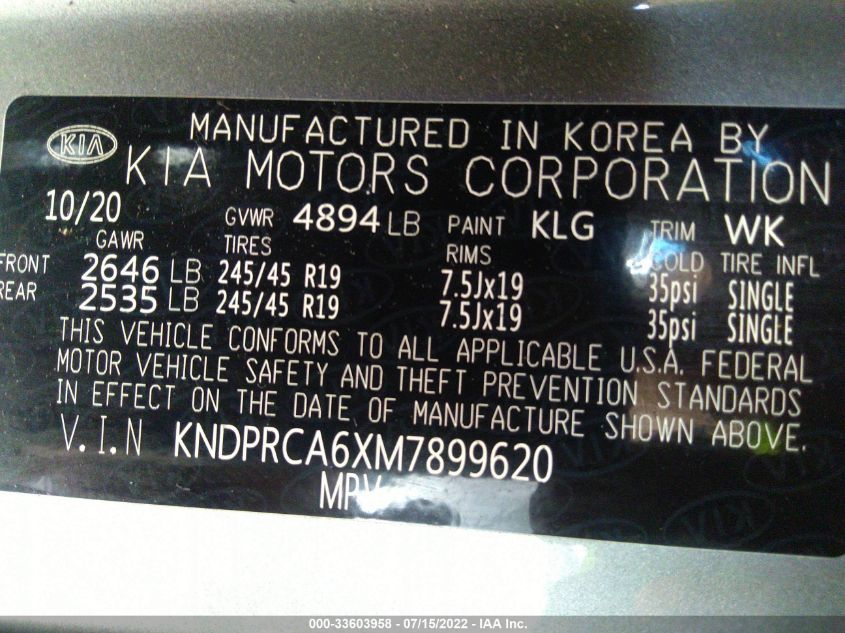 KIA MANUFACTURED IN KOREA BY
KIA MOTORS CORPORATION
10/20 GVWR 4894 LB PAINT KLG TRIM WK
GAWR TIRES RIMS COLD TIRE INFL
FRONT 2646 LB 245/45 R19 7.5Jx19 35psi SINGLE
REAR 2535 LB 245/45 R19 7.5Jx19 35psi SINGLE
THIS VEHICLE CONFORMS TO ALL APPLICABLE U.S.A. FEDERAL
MOTOR VEHICLE SAFETY AND THEFT PREVENTION STANDARDS
IN EFFECT ON THE DATE OF MANUFACTURE SHOWN ABOVE.
V.I.N KNDPRCA6XM7899620
MPV
000-33603958 - 07/15/2022 - IAA Inc.